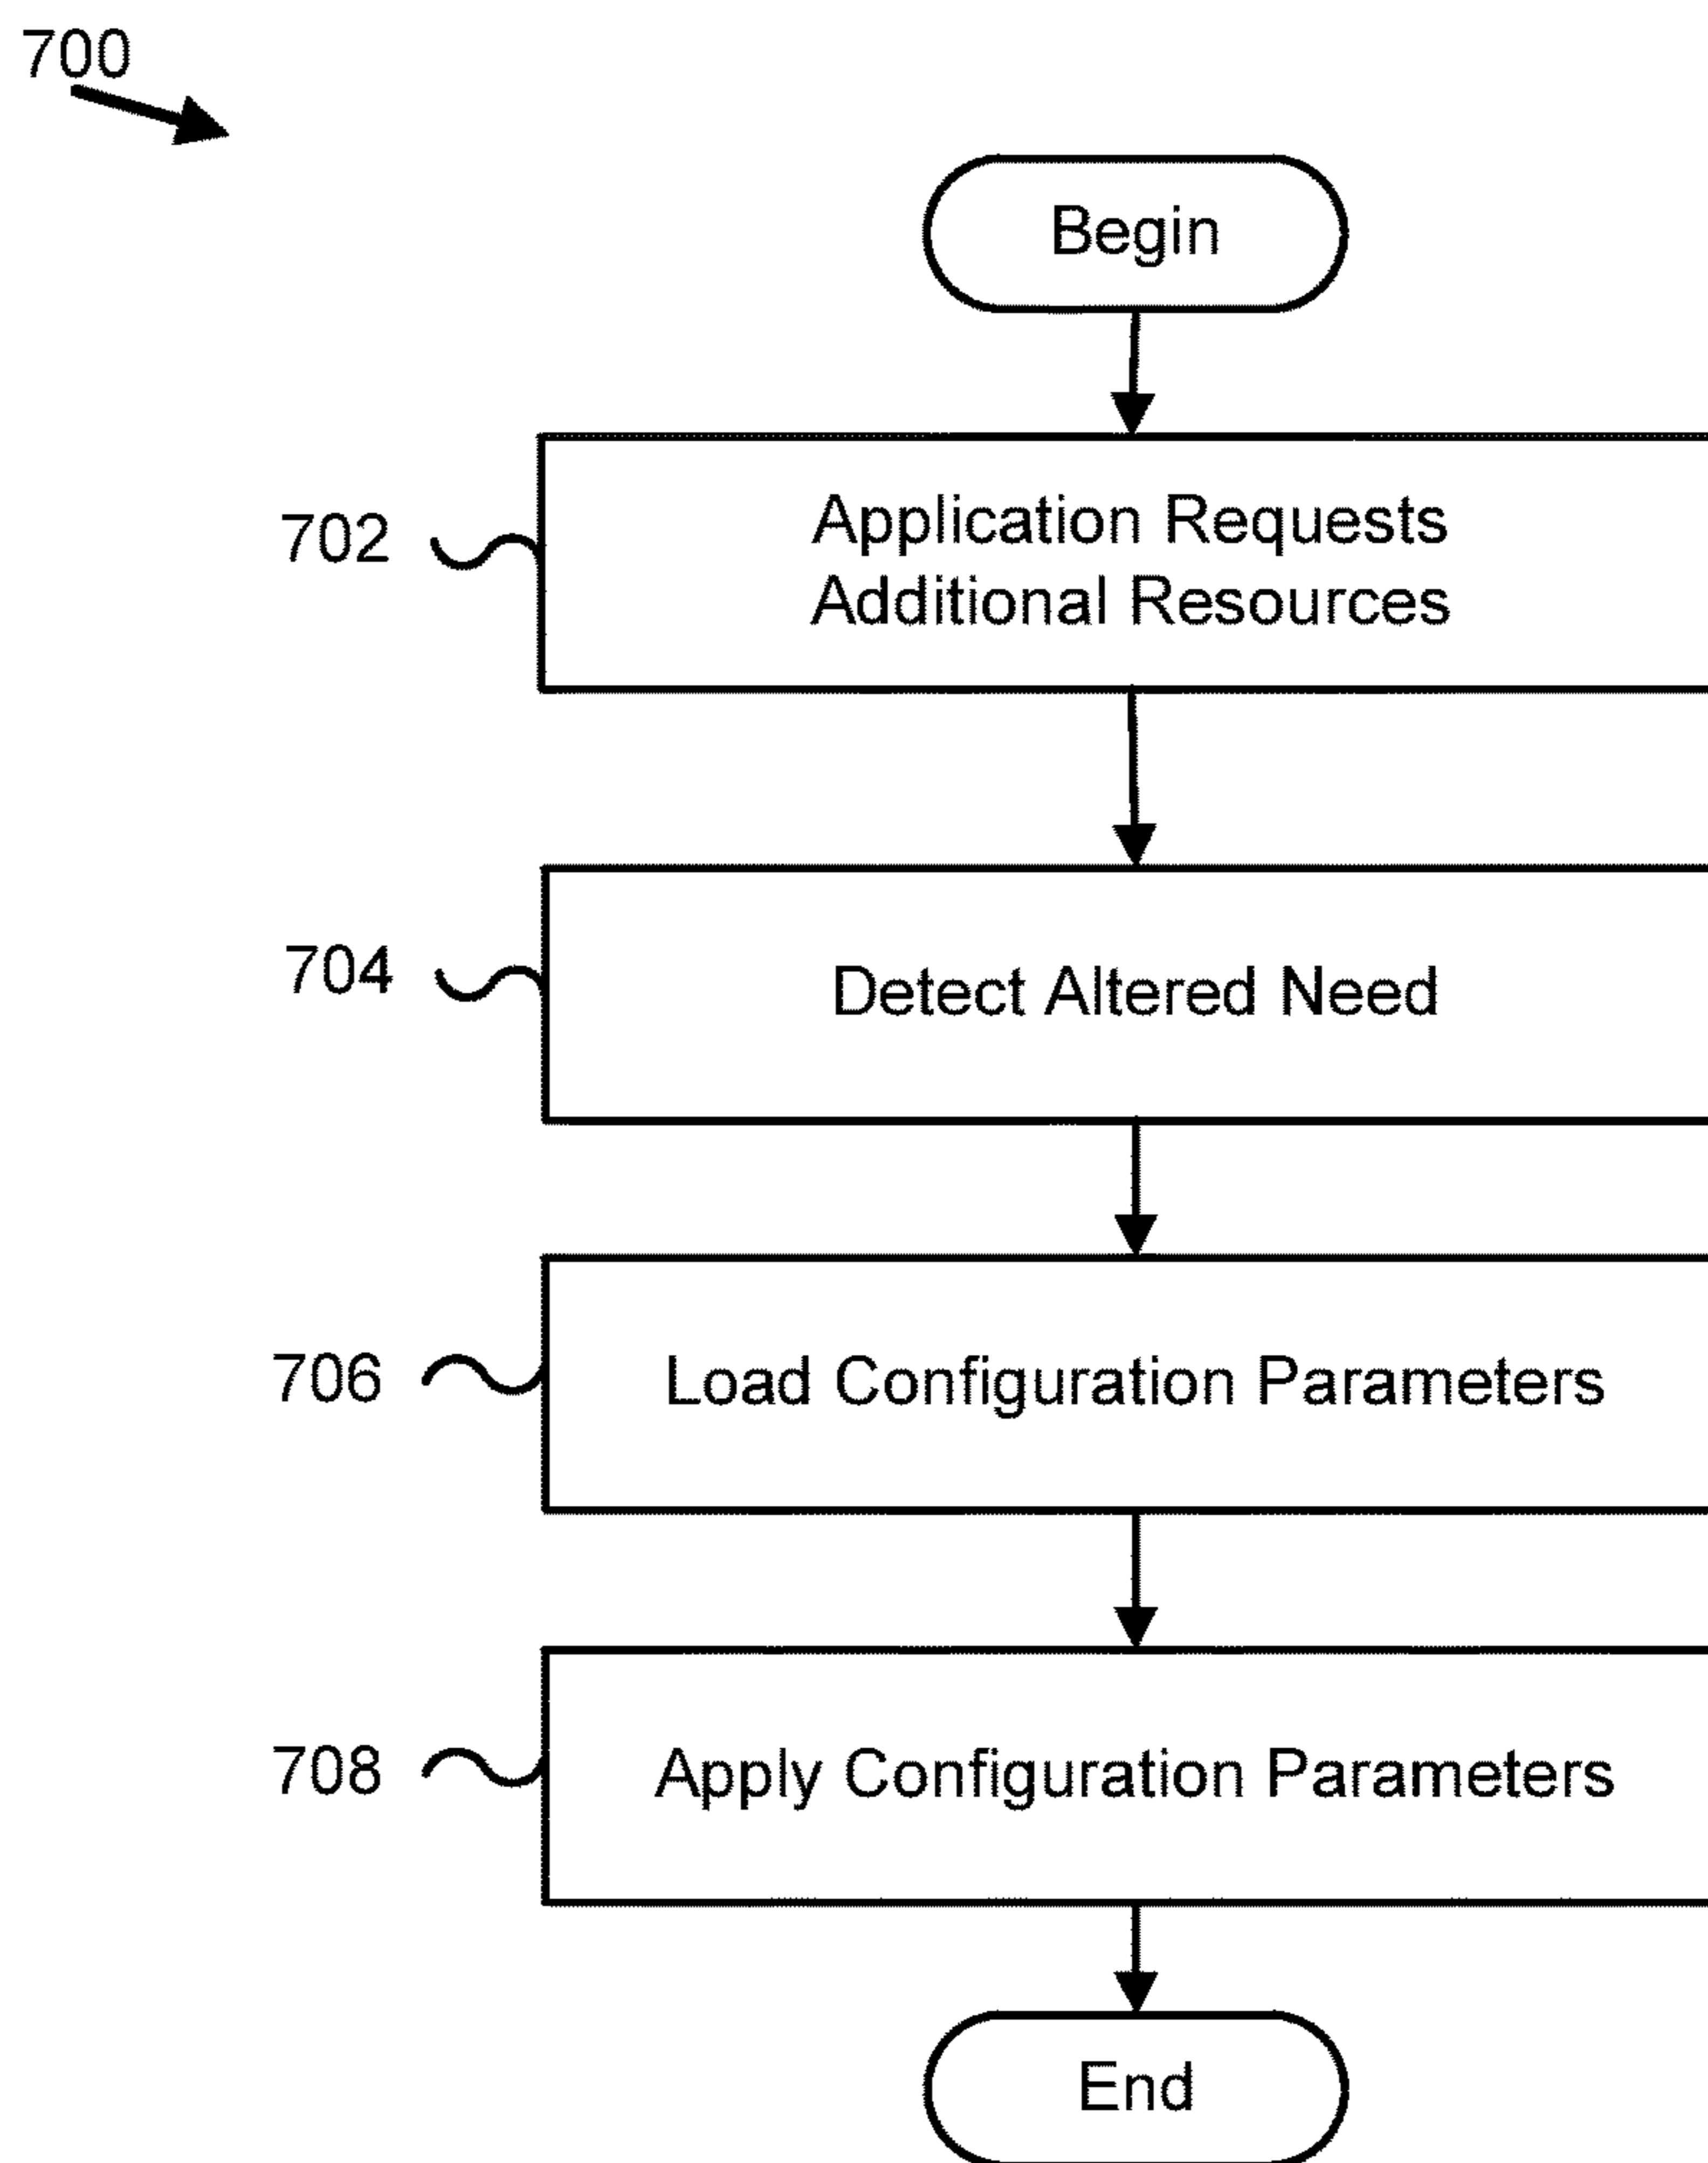 700
Begin
702
Application Requests
Additional Resources
704
Detect Altered Need
706
Load Configuration Parameters
708
Apply Configuration Parameters
End